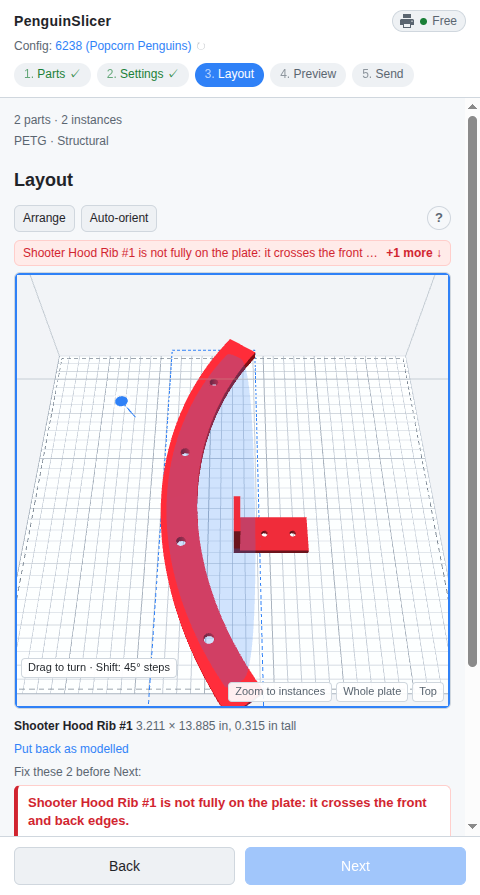 PenguinSlicer
Free
Config: 6238 (Popcorn Penguins)
1. Parts ✓
2. Settings ✓
3. Layout
4. Preview
5. Send
2 parts · 2 instances
PETG · Structural
Layout
Arrange
Auto-orient
?
Shooter Hood Rib #1 is not fully on the plate: it crosses the front … +1 more ↓
Drag to turn · Shift: 45° steps
Zoom to instances
Whole plate
Top
Shooter Hood Rib #1 3.211 × 13.885 in, 0.315 in tall
Put back as modelled
Fix these 2 before Next:
Shooter Hood Rib #1 is not fully on the plate: it crosses the front
and back edges.
Back
Next